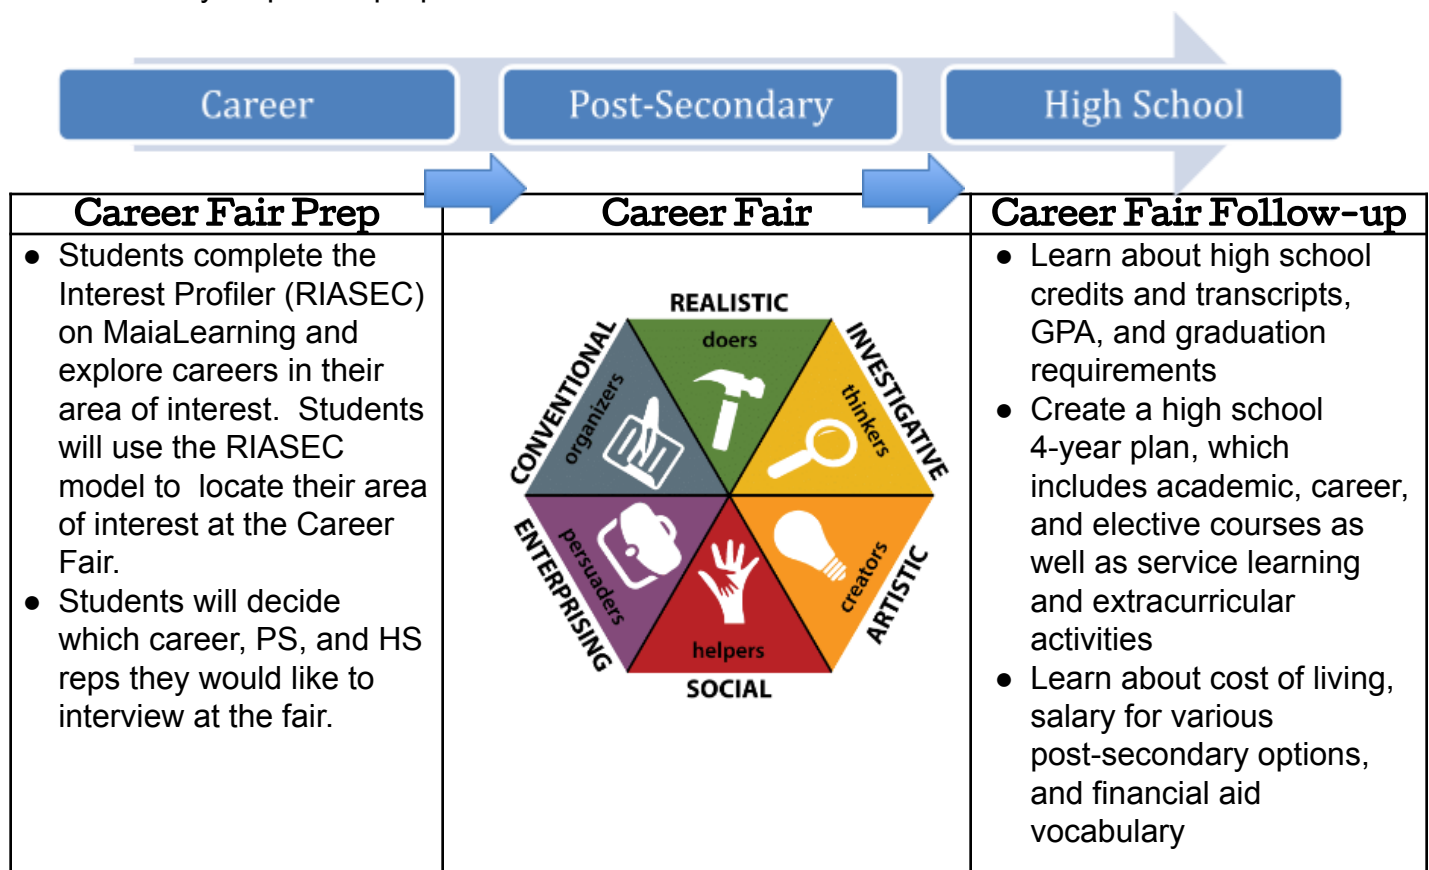 Career
Post-Secondary
High School
Career Fair Prep
● Students complete the
Interest Profiler (RIASEC)
on MaiaLearning and
explore careers in their
area of interest.  Students
will use the RIASEC
model to  locate their area
of interest at the Career
Fair.
● Students will decide
which career, PS, and HS
reps they would like to
interview at the fair.
Career Fair
REALISTIC
doers
INVESTIGATIVE
thinkers
ARTISTIC
creators
SOCIAL
helpers
ENTERPRISING
persuaders
CONVENTIONAL
organizers
Career Fair Follow-up
● Learn about high school
credits and transcripts,
GPA, and graduation
requirements
● Create a high school
4-year plan, which
includes academic, career,
and elective courses as
well as service learning
and extracurricular
activities
● Learn about cost of living,
salary for various
post-secondary options,
and financial aid
vocabulary